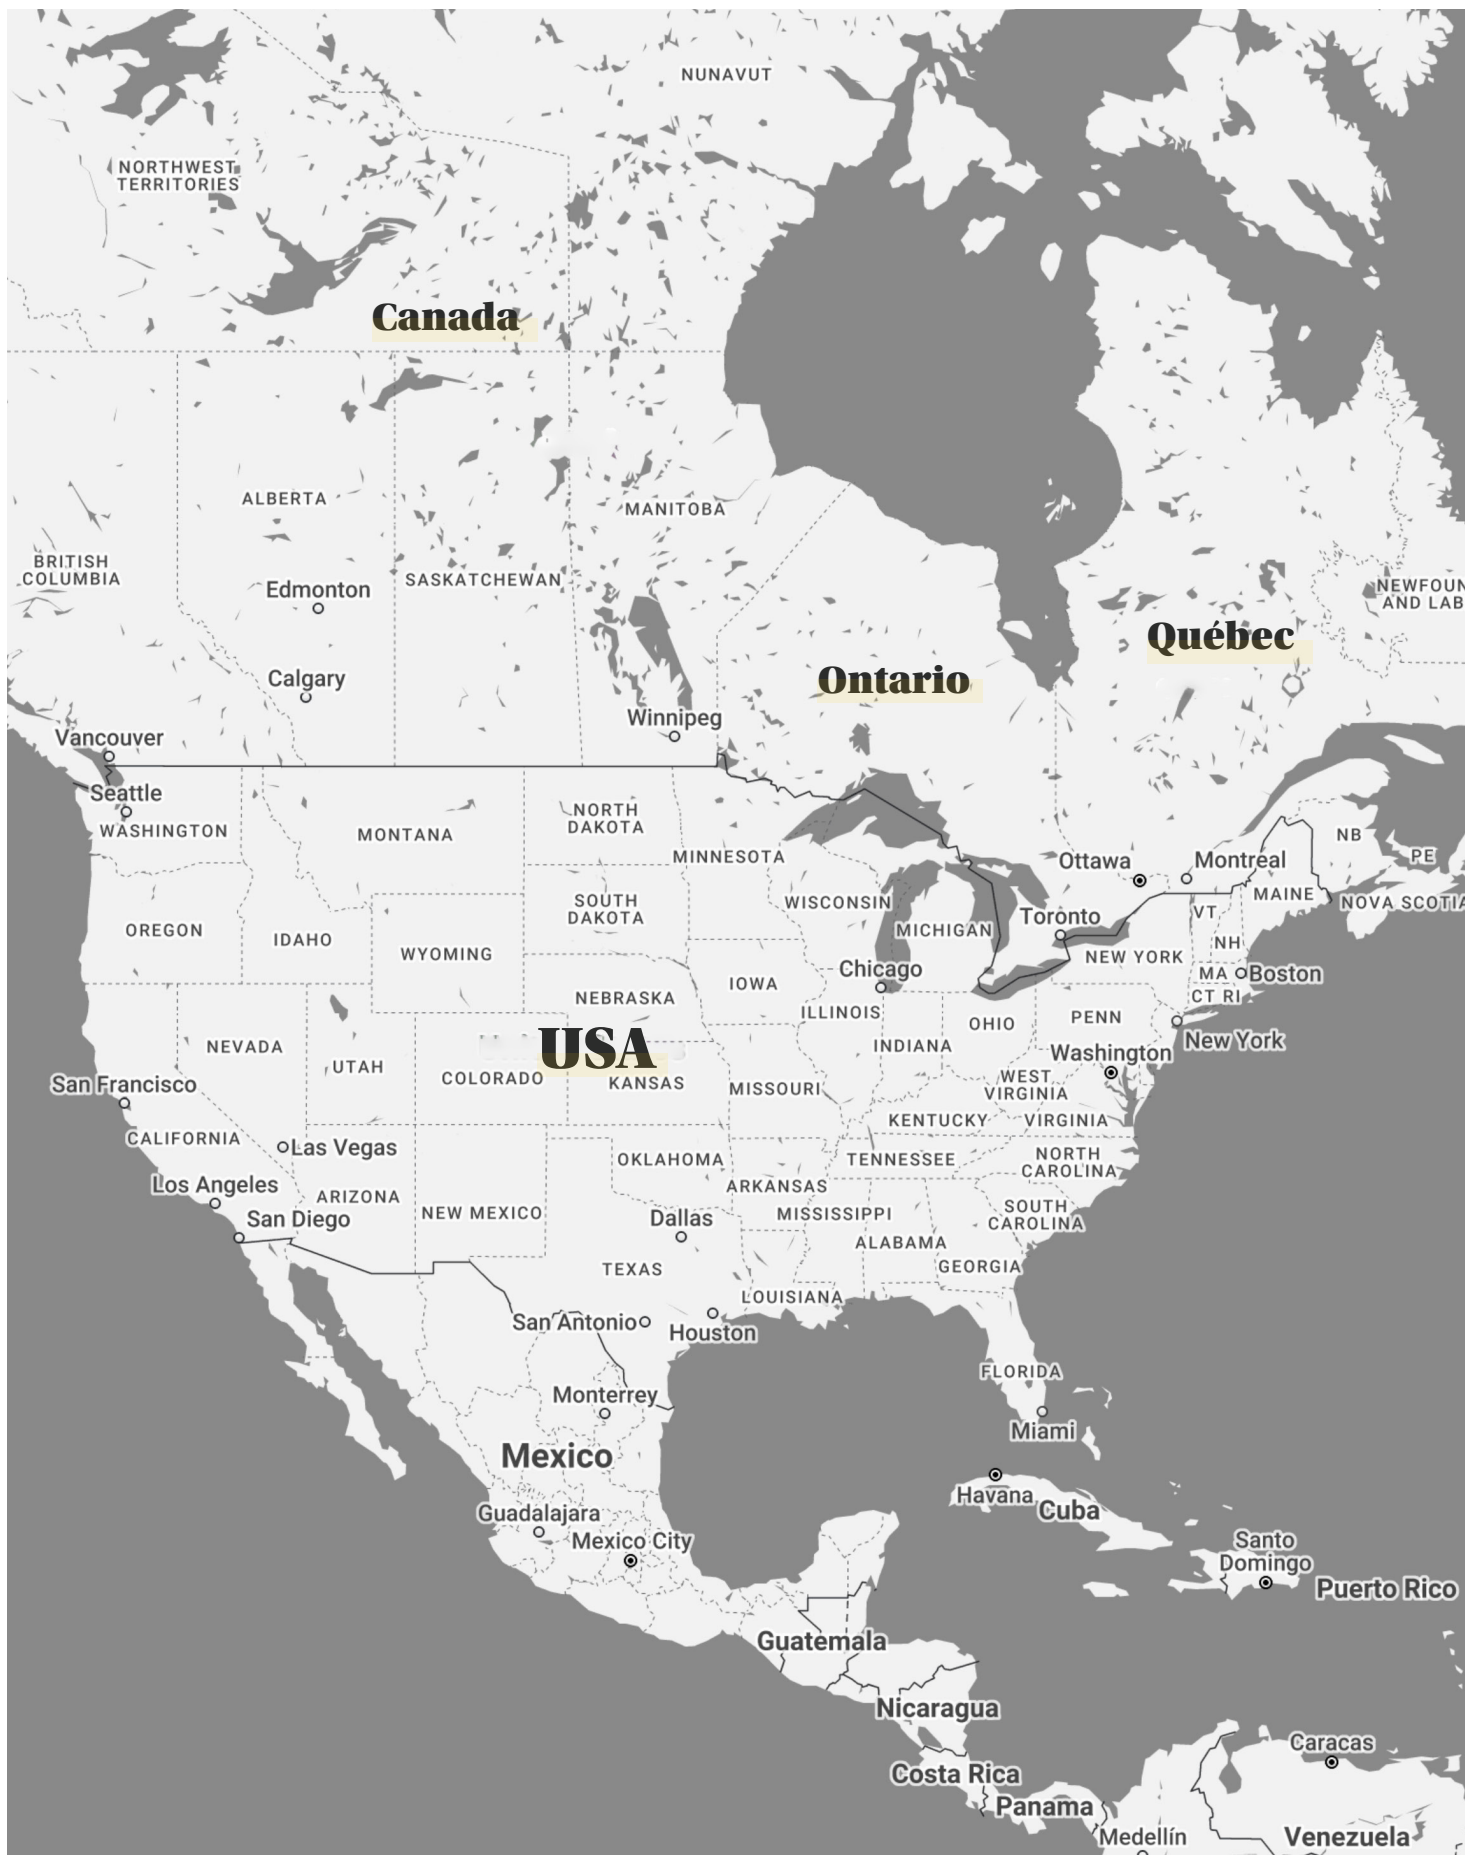 NUNAVUT
NORTHWEST
TERRITORIES
Canada
ALBERTA
MANITOBA
BRITISH
COLUMBIA
SASKATCHEWAN
Edmonton
NEWFOUN
AND LAB
Québec
Ontario
Calgary
Winnipeg
Vancouver
Seattle
WASHINGTON
MONTANA
NORTH
DAKOTA
MINNESOTA
Ottawa
Montreal
NB
PE
OREGON
IDAHO
WYOMING
SOUTH
DAKOTA
WISCONSIN
MICHIGAN
Toronto
VT
MAINE
NOVA SCOTIA
NH
NEW YORK
Chicago
MA
Boston
IOWA
NEBRASKA
ILLINOIS
CT RI
OHIO
PENN
NEVADA
USA
INDIANA
New York
UTAH
COLORADO
KANSAS
MISSOURI
Washington
WEST
VIRGINIA
San Francisco
KENTUCKY
VIRGINIA
CALIFORNIA
Las Vegas
OKLAHOMA
TENNESSEE
NORTH
CAROLINA
Los Angeles
ARIZONA
ARKANSAS
San Diego
NEW MEXICO
Dallas
MISSISSIPPI
SOUTH
CAROLINA
ALABAMA
TEXAS
GEORGIA
LOUISIANA
San Antonio
Houston
FLORIDA
Monterrey
Miami
Mexico
Havana
Cuba
Guadalajara
Mexico City
Santo
Domingo
Puerto Rico
Guatemala
Nicaragua
Caracas
Costa Rica
Panama
Medellín
Venezuela